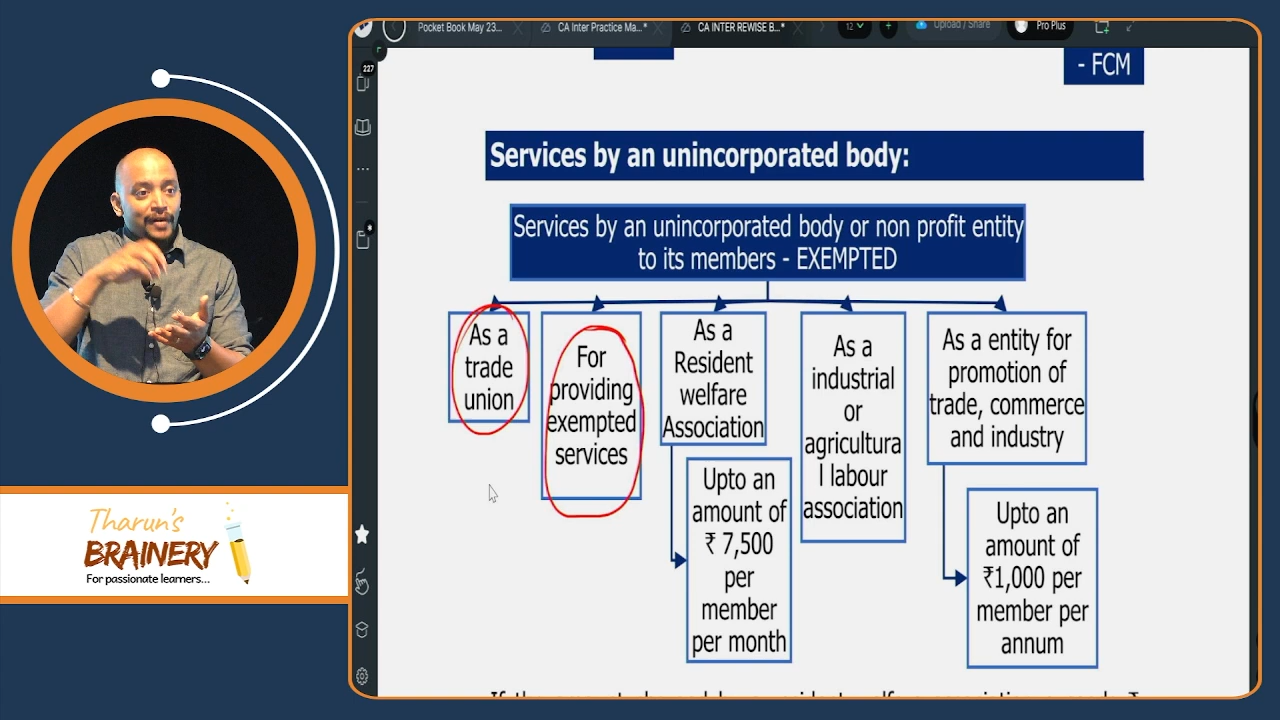 Pocket Book May 23...
CA Inter Practice Ma...*
CA INTER REWISE B...*
12
Upload / Share
Pro Plus
227
- FCM
Services by an unincorporated body:
Services by an unincorporated body or non profit entity
to its members - EXEMPTED
As a
trade
union
For
providing
exempted
services
As a
Resident
welfare
Association
Upto an
amount of
₹ 7,500
per
member
per month
As a
industrial
or
agricultura
l labour
association
As a entity for
promotion of
trade, commerce
and industry
Upto an
amount of
₹1,000 per
member per
annum
Tharun's
BRAINERY
For passionate learners...